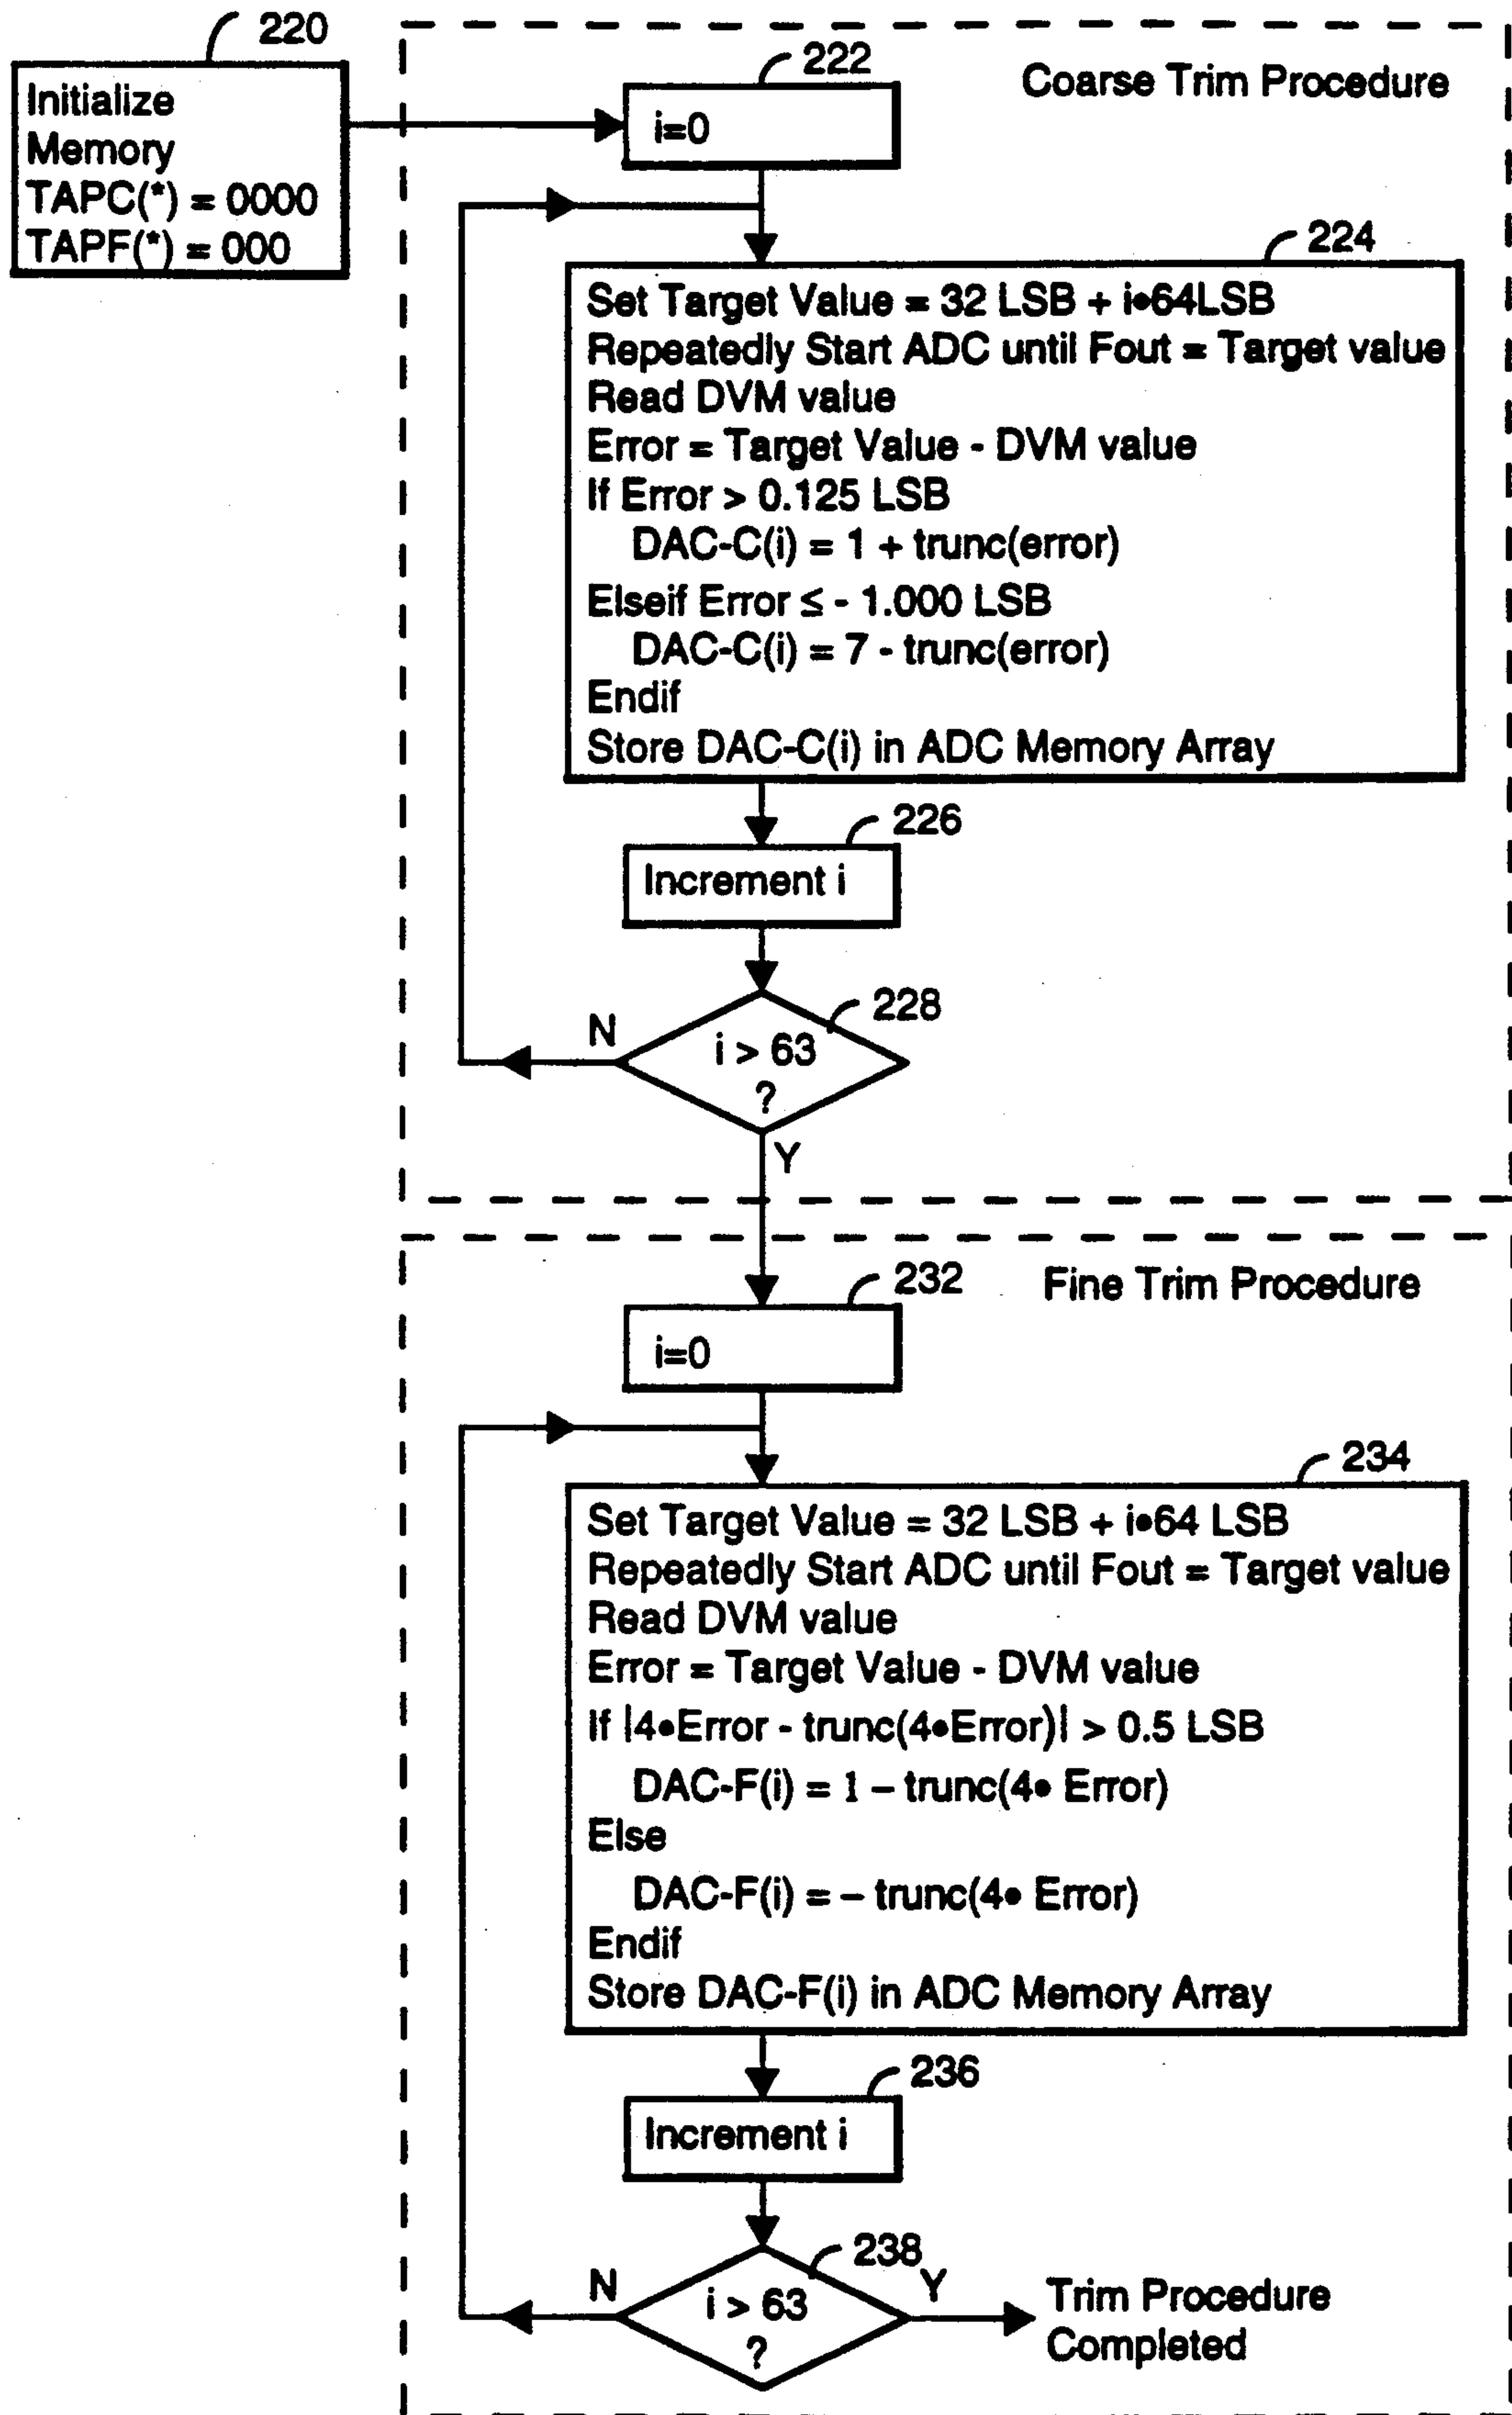 220
Initialize
Memory
TAPC(*) = 0000
TAPF(*) = 000
222
Coarse Trim Procedure
i=0
224
Set Target Value = 32 LSB + i•64LSB
Repeatedly Start ADC until Fout = Target value
Read DVM value
Error = Target Value - DVM value
If Error > 0.125 LSB
DAC-C(i) = 1 + trunc(error)
Elseif Error ≤ - 1.000 LSB
DAC-C(i) = 7 - trunc(error)
Endif
Store DAC-C(i) in ADC Memory Array
226
Increment i
228
N
i > 63
?
Y
232
Fine Trim Procedure
i=0
234
Set Target Value = 32 LSB + i•64 LSB
Repeatedly Start ADC until Fout = Target value
Read DVM value
Error = Target Value - DVM value
If |4•Error - trunc(4•Error)| > 0.5 LSB
DAC-F(i) = 1 – trunc(4• Error)
Else
DAC-F(i) = – trunc(4• Error)
Endif
Store DAC-F(i) in ADC Memory Array
236
Increment i
238
N
i > 63
?
Y
Trim Procedure
Completed